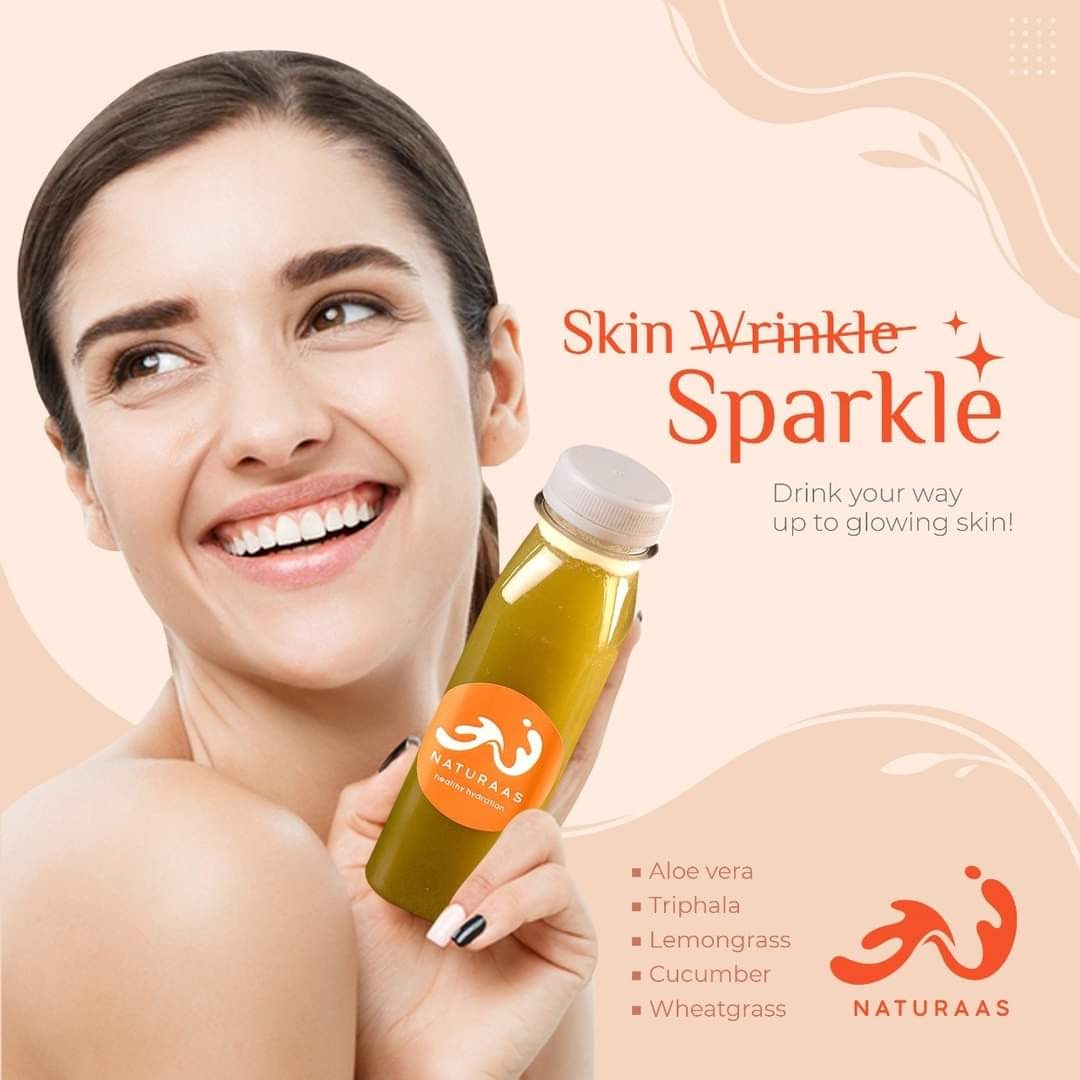 Skin Wrinkle
Sparkle
Drink your way
up to glowing skin!
NATURAAS
healthy hydration
Aloe vera
Triphala
Lemongrass
Cucumber
Wheatgrass
NATURAAS